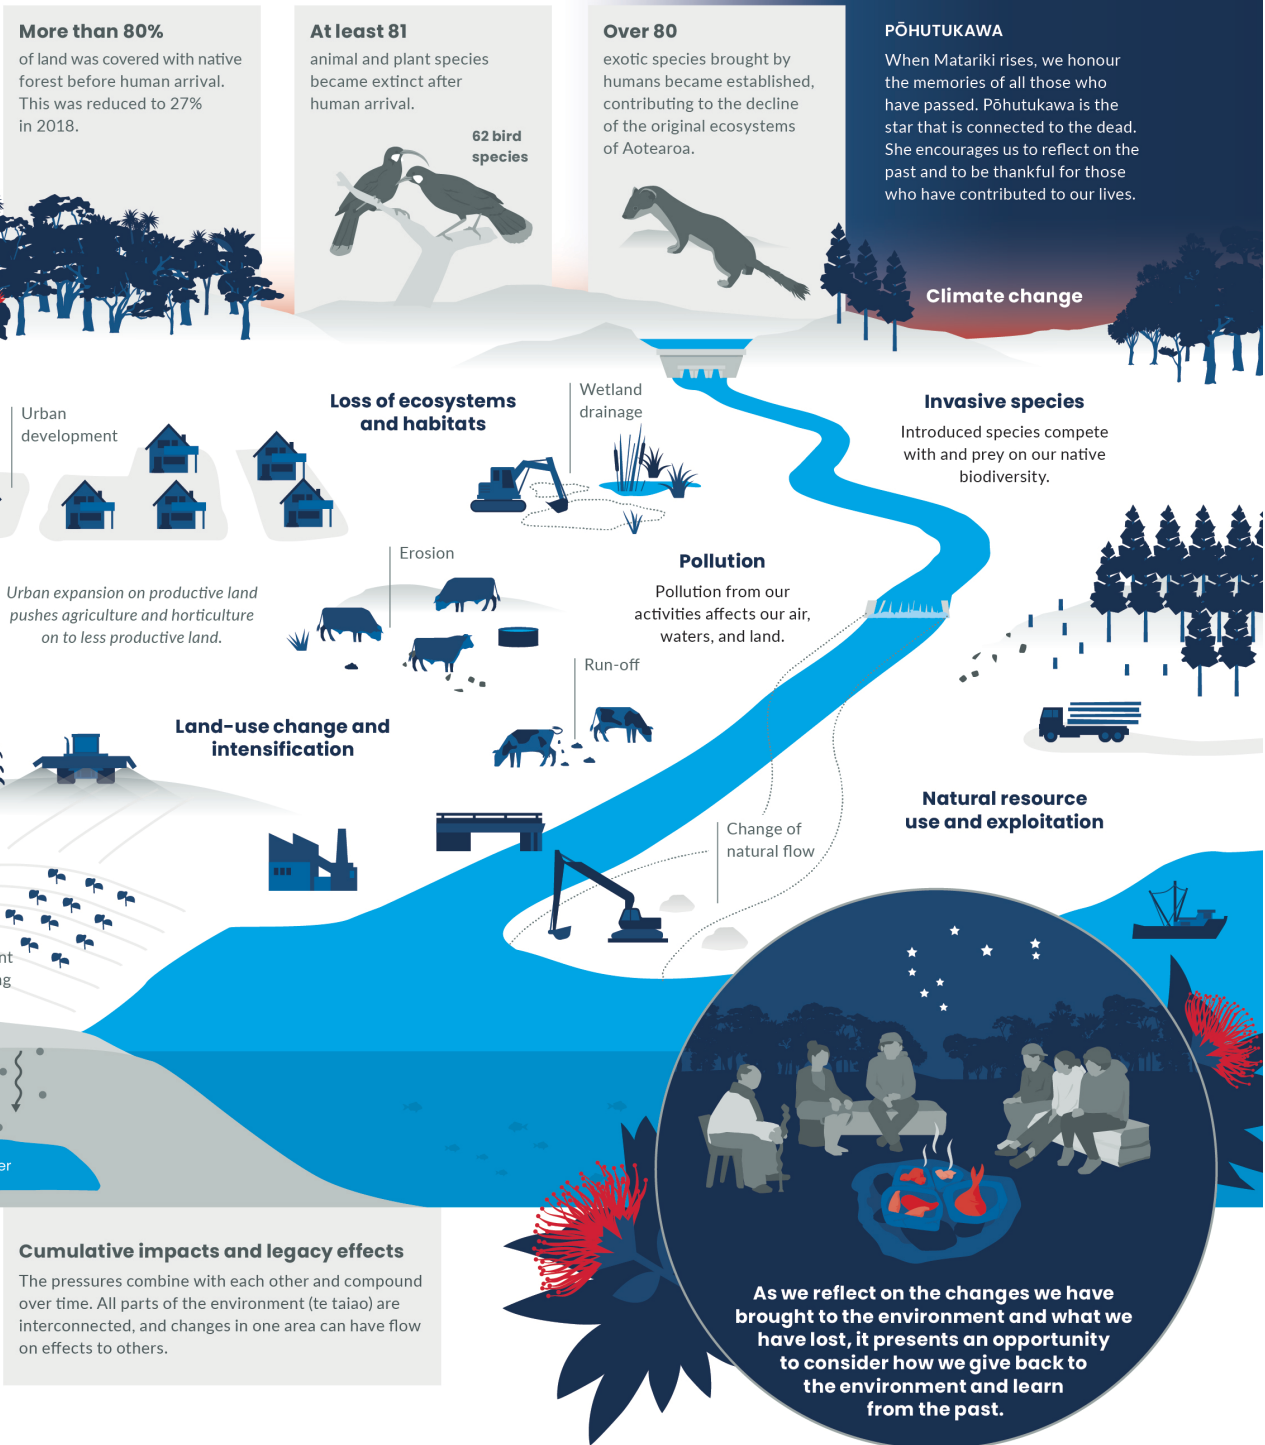 More than 80%
of land was covered with native
forest before human arrival.
This was reduced to 27%
in 2018.
At least 81
animal and plant species
became extinct after
human arrival.
62 bird
species
Over 80
exotic species brought by
humans became established,
contributing to the decline
of the original ecosystems
of Aotearoa.
PŌHUTUKAWA
When Matariki rises, we honour
the memories of all those who
have passed. Pōhutukawa is the
star that is connected to the dead.
She encourages us to reflect on the
past and to be thankful for those
who have contributed to our lives.
Climate change
Urban
development
Loss of ecosystems
and habitats
Wetland
drainage
Invasive species
Introduced species compete
with and prey on our native
biodiversity.
Erosion
Pollution
Pollution from our
activities affects our air,
waters, and land.
Urban expansion on productive land
pushes agriculture and horticulture
on to less productive land.
Run-off
Land-use change and
intensification
Natural resource
use and exploitation
Change of
natural flow
nt
ng
er
Cumulative impacts and legacy effects
The pressures combine with each other and compound
over time. All parts of the environment (te taiao) are
interconnected, and changes in one area can have flow
on effects to others.
As we reflect on the changes we have
brought to the environment and what we
have lost, it presents an opportunity
to consider how we give back to
the environment and learn
from the past.